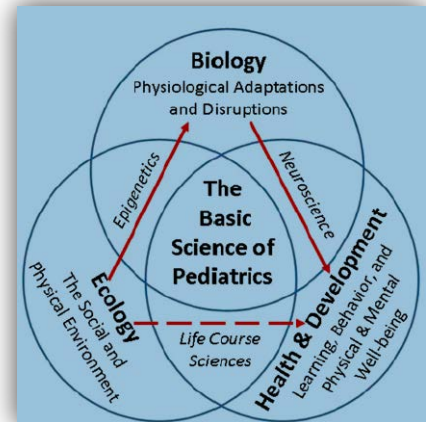 Biology
Physiological Adaptations
and Disruptions
Epigenetics
Neuroscience
The
Basic
Science of
Pediatrics
Ecology
The Social and
Physical Environment
Life Course
Sciences
Health & Development
Learning, Behavior, and
Physical & Mental
Well-being